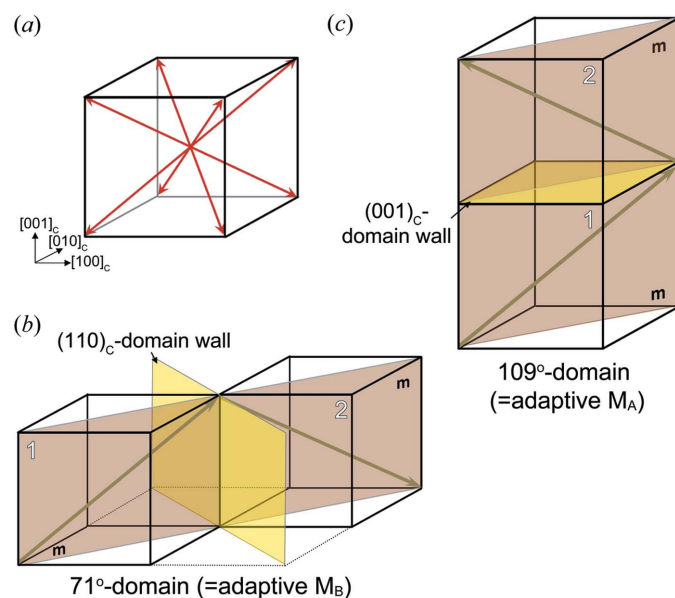 (a)
[001]c
[010]c
[100]c
(b)
(110)c-domain wall
1
2
m
m
71°-domain (=adaptive MB)
(c)
2
m
(001)c-
domain wall
1
m
109°-domain
(=adaptive MA)